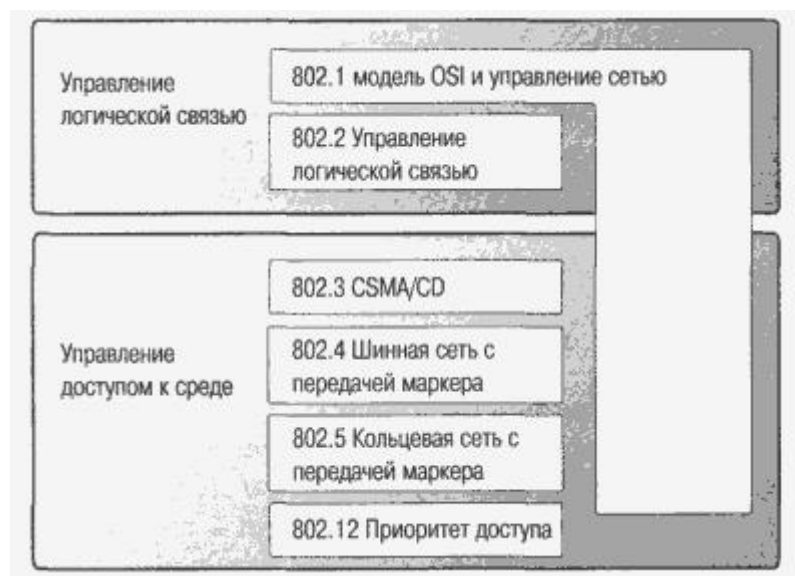 Управление
логической связью
802.1 модель OSI и управление сетью
802.2 Управление
логической связью
Управление
доступом к среде
802.3 CSMA/CD
802.4 Шинная сеть с
передачей маркера
802.5 Кольцевая сеть с
передачей маркера
802.12 Приоритет доступа